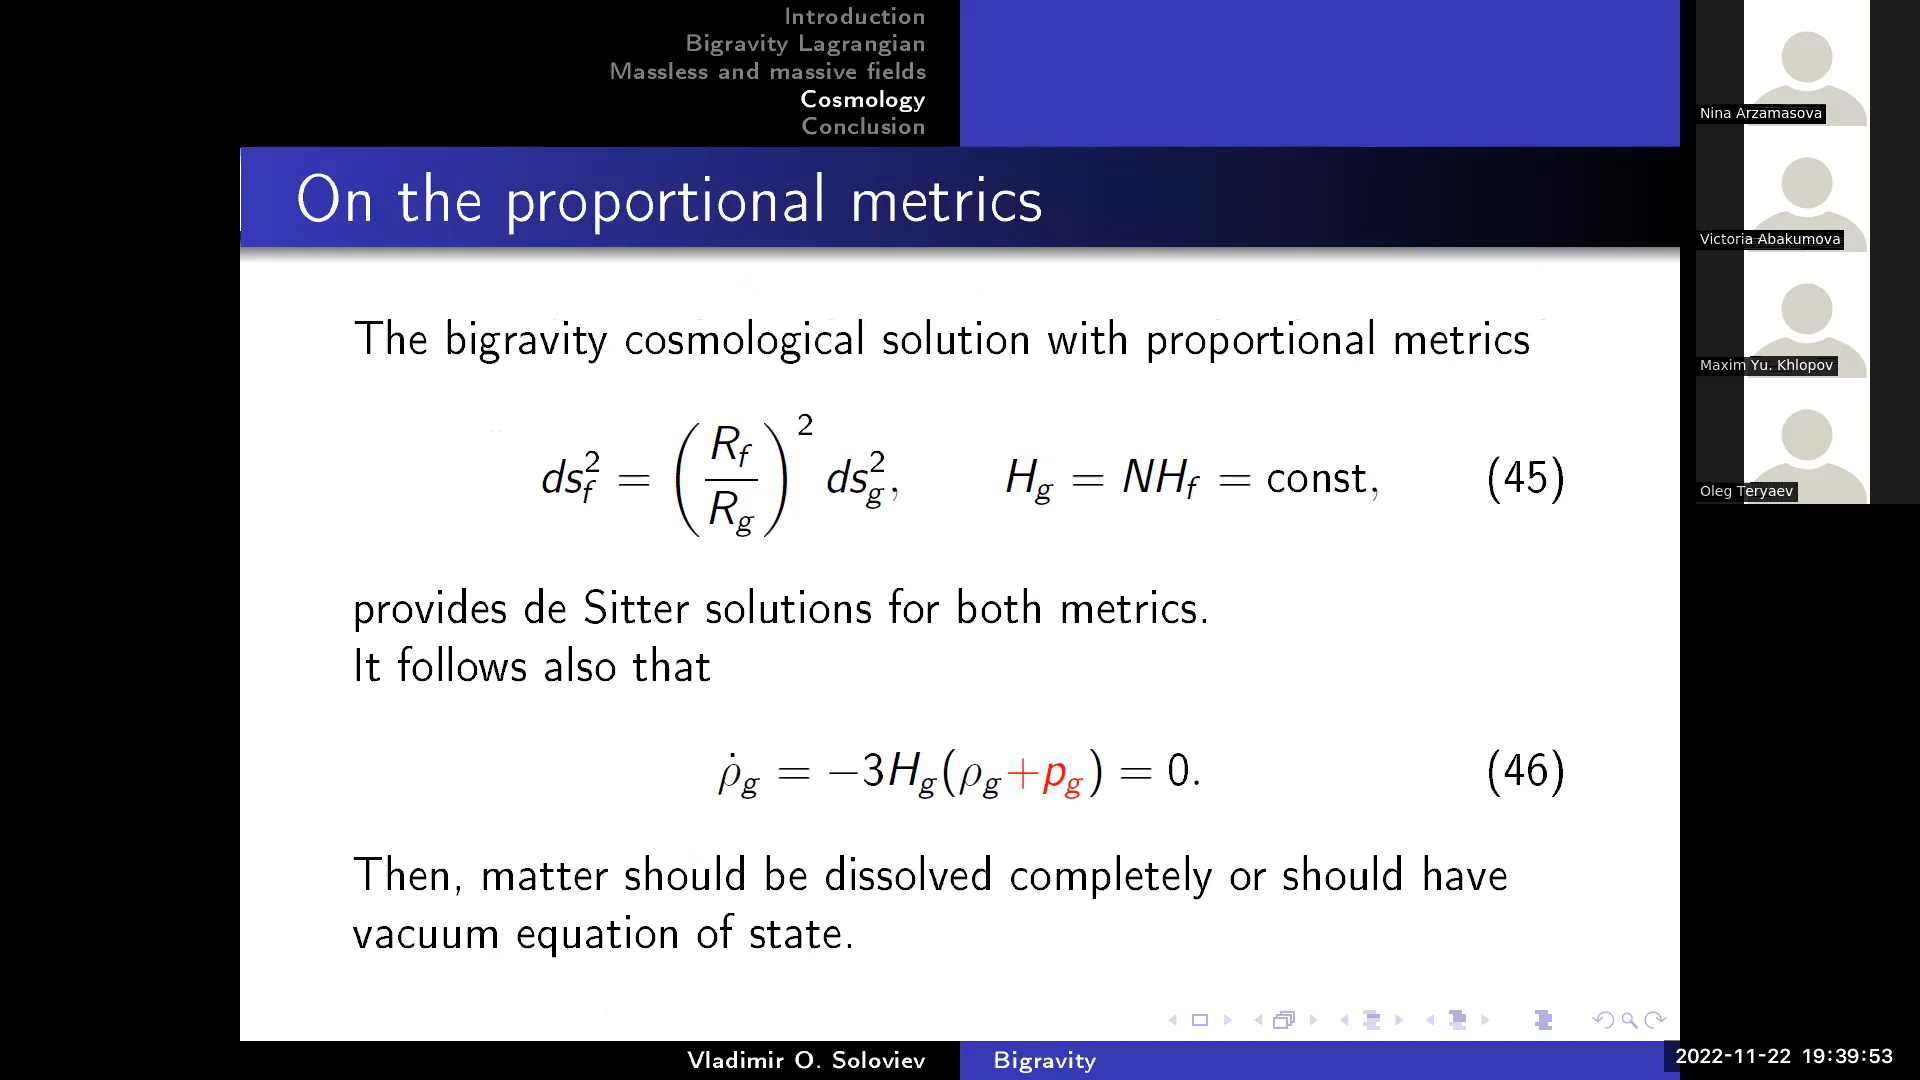 Introduction
Bigravity Lagrangian
Massless and massive fields
Cosmology
Conclusion
On the proportional metrics
The bigravity cosmological solution with proportional metrics
ds_f^2 = (R_f / R_g)^2 ds_g^2, H_g = NH_f = const, (45)
provides de Sitter solutions for both metrics.
It follows also that
ρ̇_g = −3H_g(ρ_g+p_g) = 0. (46)
Then, matter should be dissolved completely or should have
vacuum equation of state.
Vladimir O. Soloviev Bigravity
Nina Arzamasova
Victoria Abakumova
Maxim Yu. Khlopov
Oleg Teryaev
2022-11-22 19:39:53